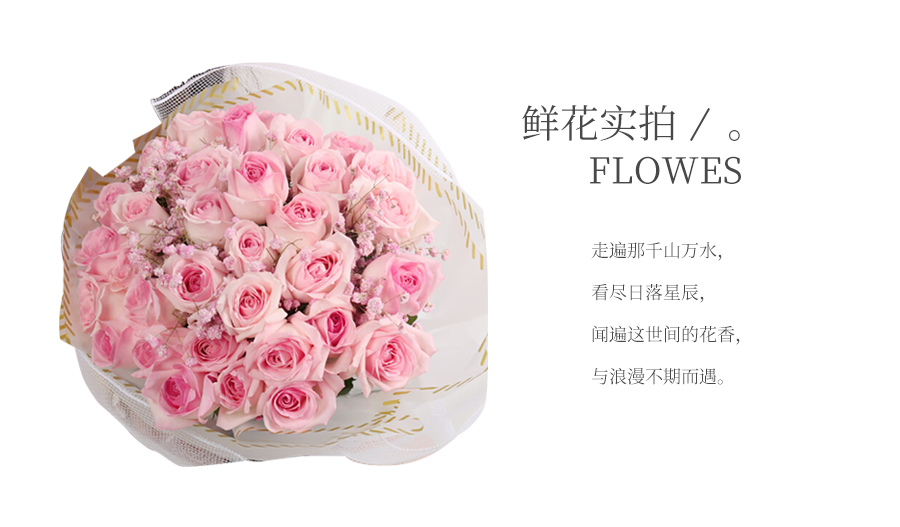 鲜花实拍 / 。
FLOWES
走遍那千山万水，
看尽日落星辰，
闻遍这世间的花香，
与浪漫不期而遇。